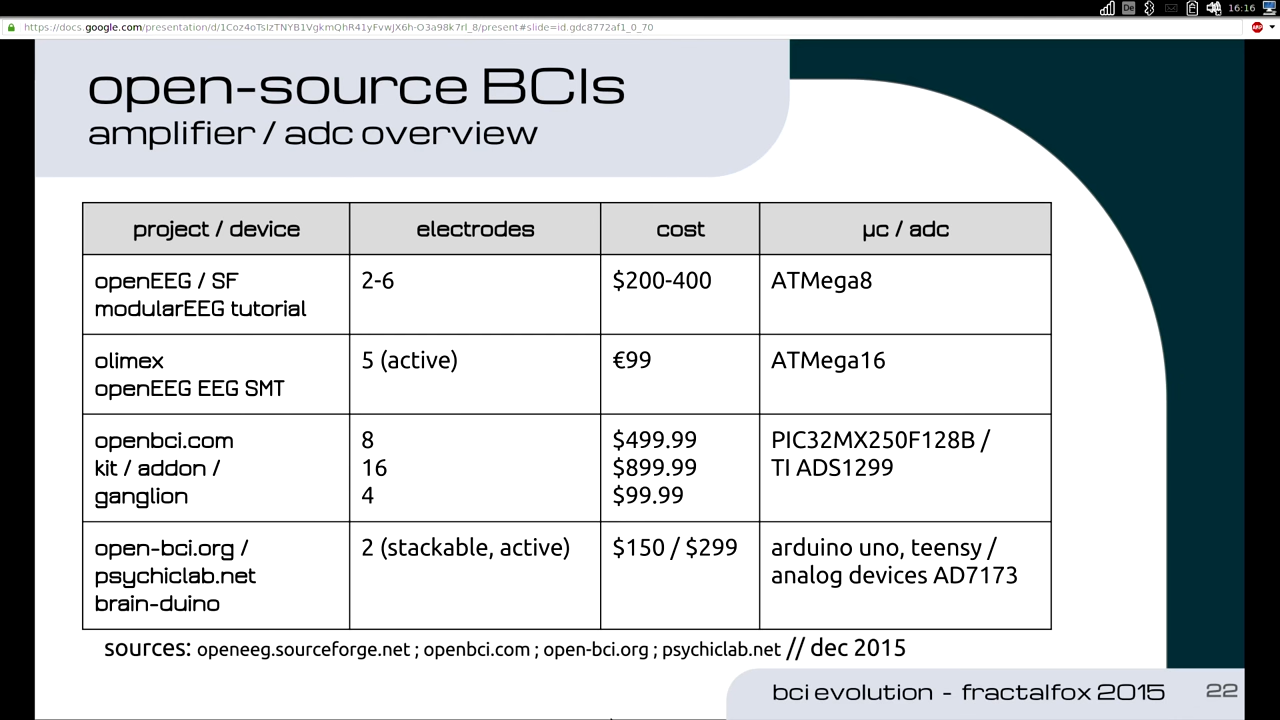 De
16:16
https://docs.google.com/presentation/d/1Coz4oTsIzTNYB1VgkmQhR41yFvwJX6h-O3a98k7rl_8/present#slide=id.gdc8772af1_0_70
ABP
open-source BCIs
amplifier / adc overview
project / device electrodes cost µc / adc
openEEG / SF 2-6 $200-400 ATMega8
modularEEG tutorial
olimex 5 (active) €99 ATMega16
openEEG EEG SMT
openbci.com 8 $499.99 PIC32MX250F128B /
kit / addon / 16 $899.99 TI ADS1299
ganglion 4 $99.99
open-bci.org / 2 (stackable, active) $150 / $299 arduino uno, teensy /
psychiclab.net analog devices AD7173
brain-duino
sources: openeeg.sourceforge.net ; openbci.com ; open-bci.org ; psychiclab.net // dec 2015
bci evolution - fractalfox 2015 22